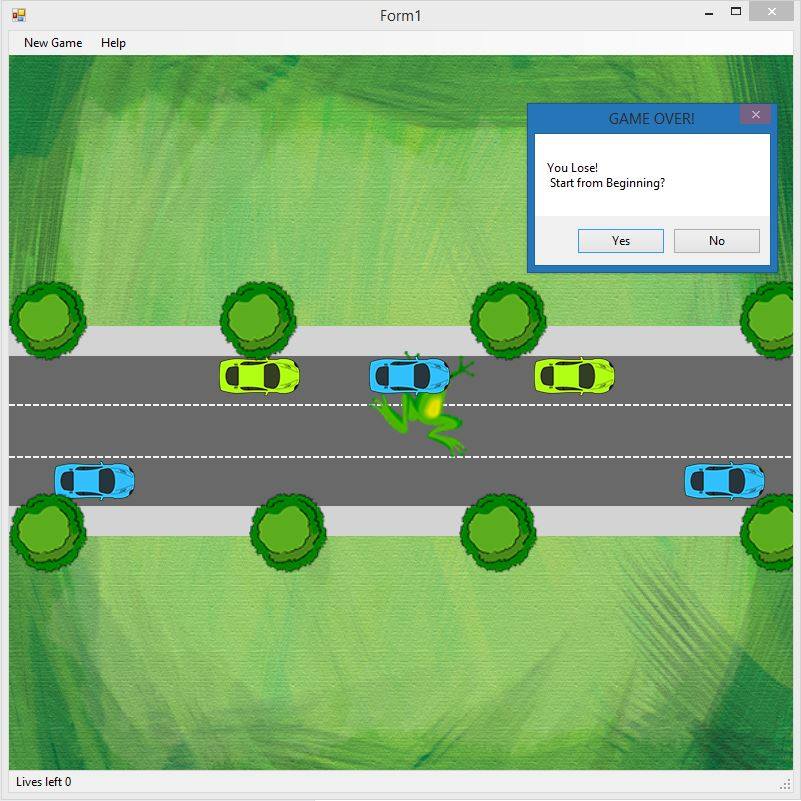 Form1
New Game Help
GAME OVER!
You Lose!
Start from Beginning?
Yes No
Lives left 0